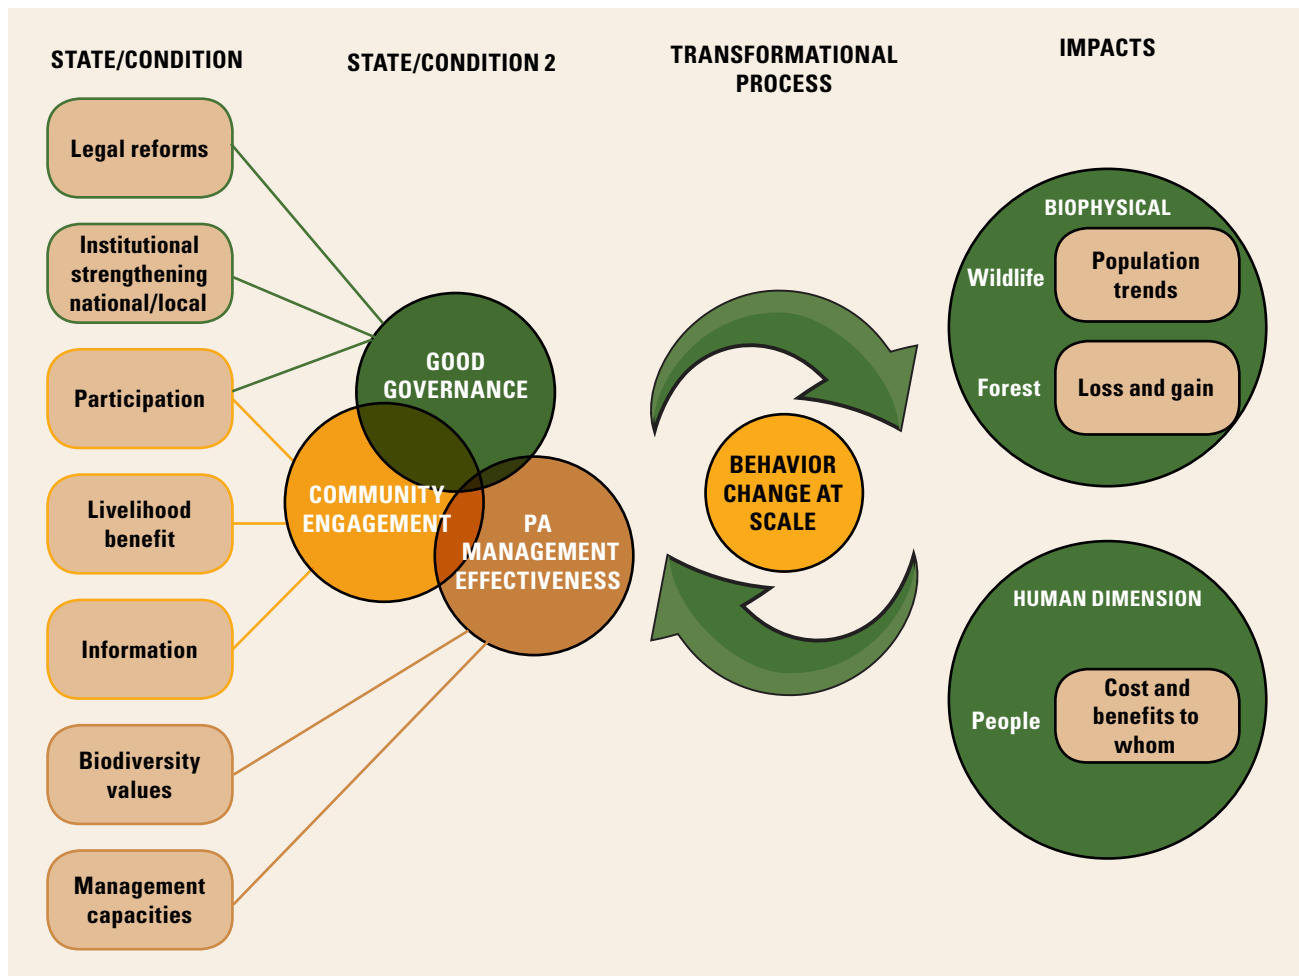 STATE/CONDITION
STATE/CONDITION 2
TRANSFORMATIONAL
PROCESS
IMPACTS
Legal reforms
Institutional
strengthening
national/local
Participation
Livelihood
benefit
Information
Biodiversity
values
Management
capacities
GOOD
GOVERNANCE
COMMUNITY
ENGAGEMENT
PA
MANAGEMENT
EFFECTIVENESS
BEHAVIOR
CHANGE AT
SCALE
BIOPHYSICAL
Wildlife
Population
trends
Forest
Loss and gain
HUMAN DIMENSION
People
Cost and
benefits to
whom